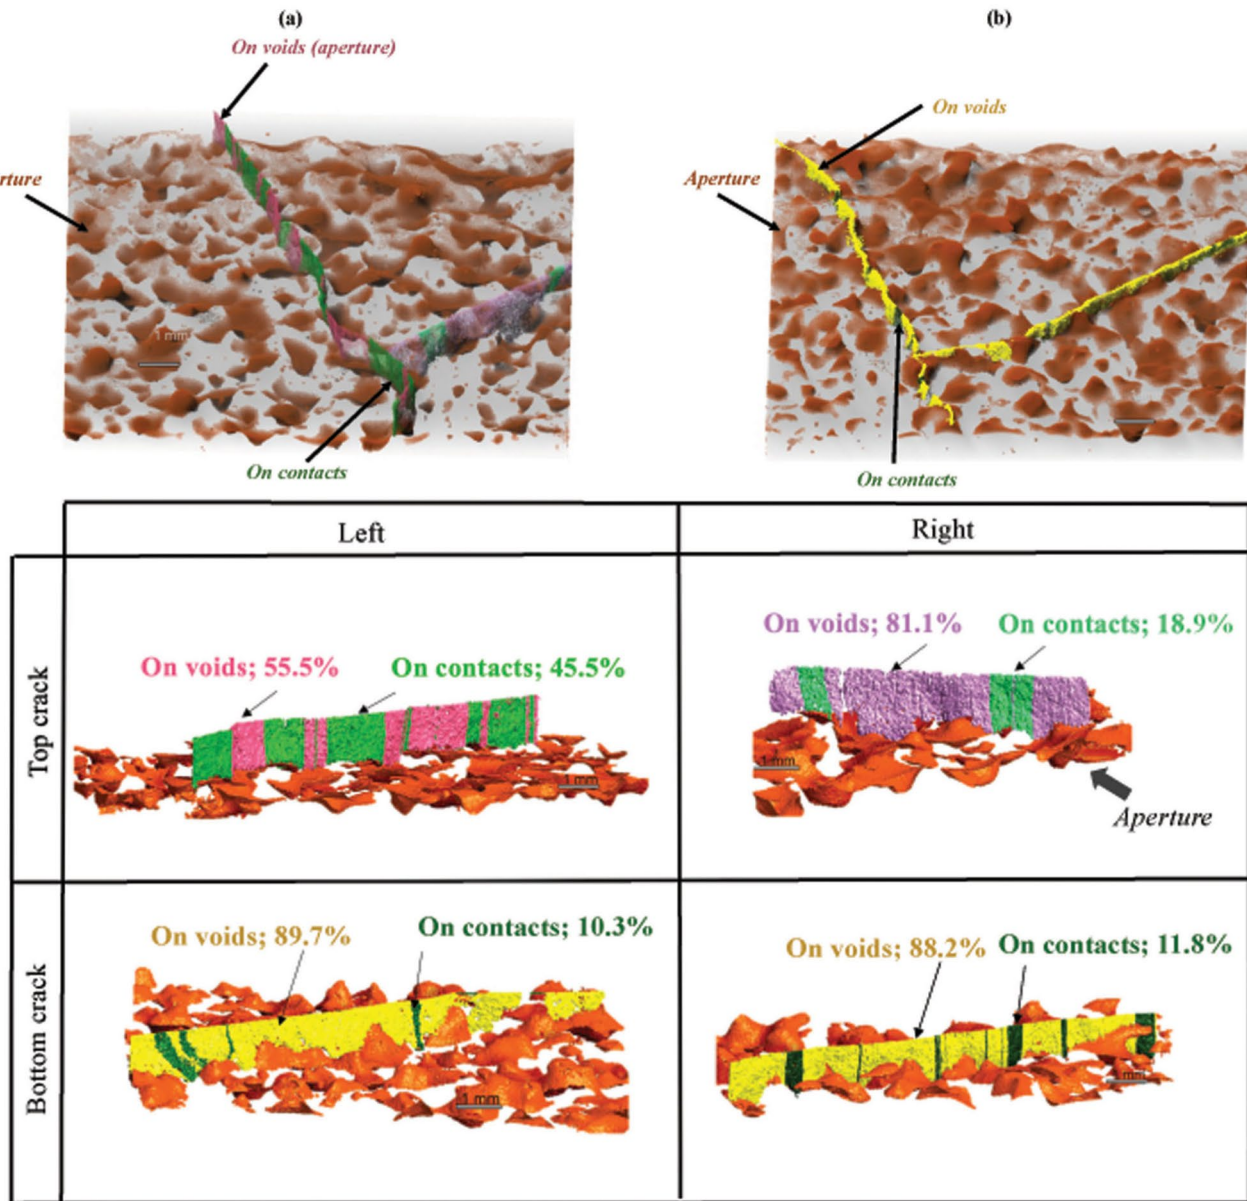 (a)
(b)
On voids (aperture)
On voids
rture
Aperture
1 mm
On contacts
On contacts
Left
Right
Top crack
On voids; 55.5%
On contacts; 45.5%
1 mm
On voids; 81.1%
On contacts; 18.9%
1 mm
Aperture
Bottom crack
On voids; 89.7%
On contacts; 10.3%
1 mm
On voids; 88.2%
On contacts; 11.8%
mm